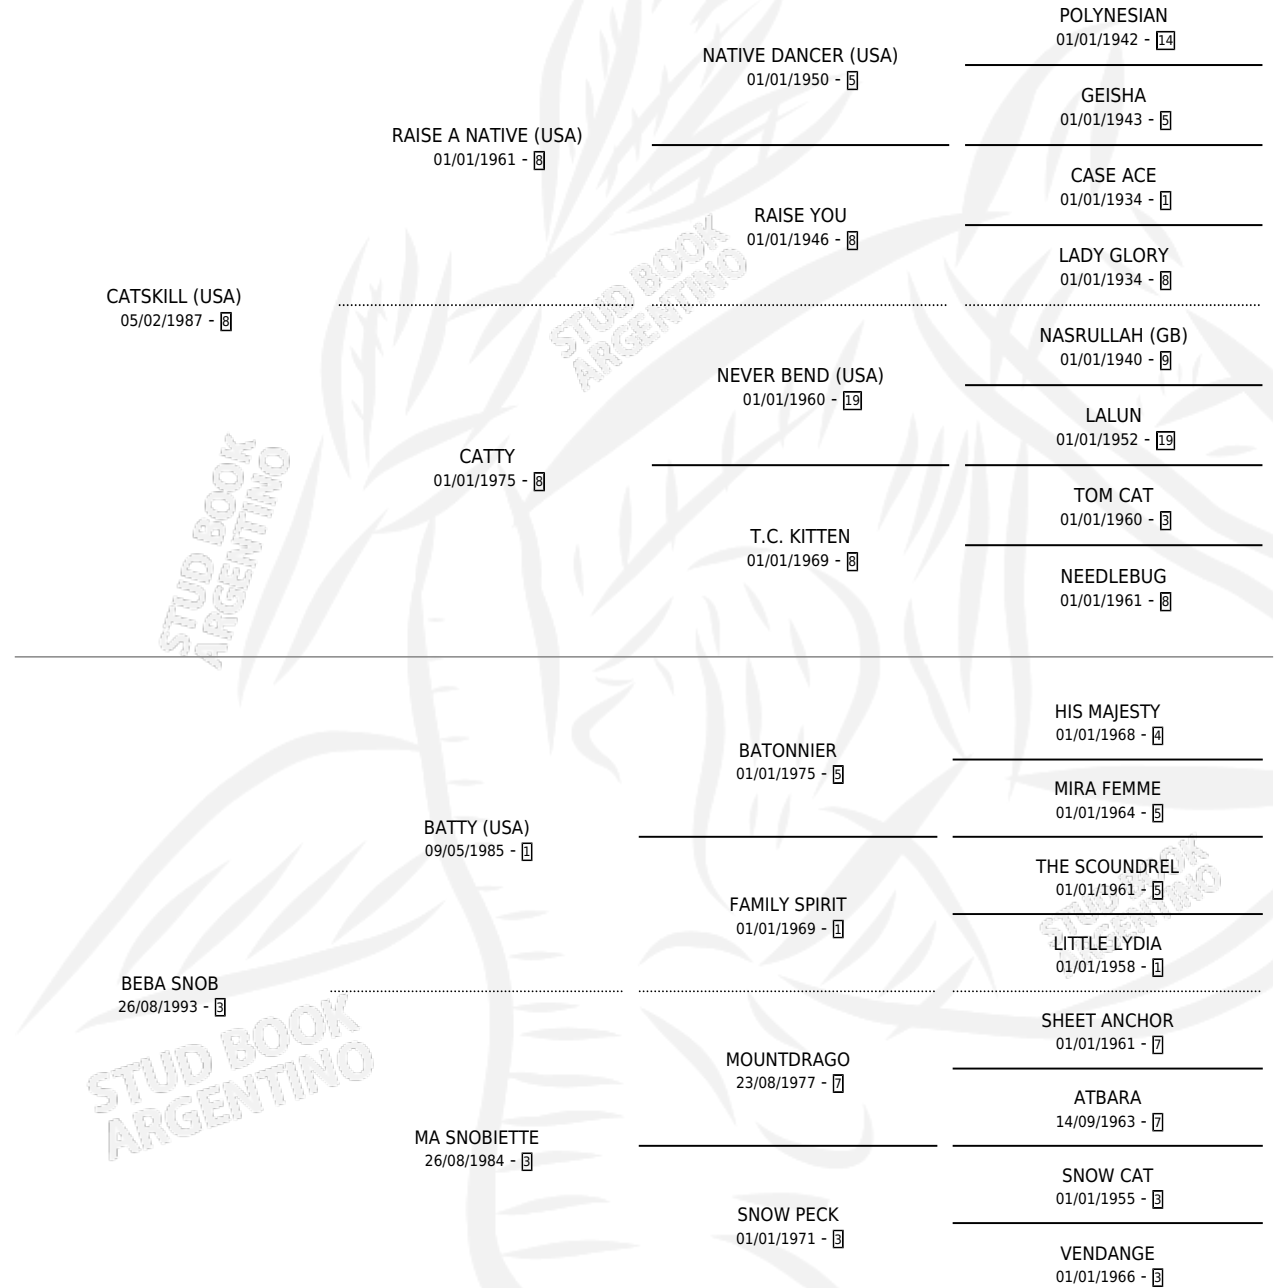 POLYNESIAN
01/01/1942 - 14
NATIVE DANCER (USA)
01/01/1950 - 5
GEISHA
01/01/1943 - 5
RAISE A NATIVE (USA)
01/01/1961 - 8
CASE ACE
01/01/1934 - 1
RAISE YOU
01/01/1946 - 8
LADY GLORY
01/01/1934 - 8
CATSKILL (USA)
05/02/1987 - 8
STUD BOOK
ARGENTINO
NASRULLAH (GB)
01/01/1940 - 9
NEVER BEND (USA)
01/01/1960 - 19
LALUN
01/01/1952 - 19
CATTY
01/01/1975 - 8
TOM CAT
01/01/1960 - 3
T.C. KITTEN
01/01/1969 - 8
NEEDLEBUG
01/01/1961 - 8
STUD BOOK
ARGENTINO
HIS MAJESTY
01/01/1968 - 4
BATONNIER
01/01/1975 - 5
MIRA FEMME
01/01/1964 - 5
BATTY (USA)
09/05/1985 - 1
THE SCOUNDREL
01/01/1961 - 5
FAMILY SPIRIT
01/01/1969 - 1
LITTLE LYDIA
01/01/1958 - 1
STUD BOOK
ARGENTINO
BEBA SNOB
26/08/1993 - 3
SHEET ANCHOR
01/01/1961 - 7
MOUNTDRAGO
23/08/1977 - 7
ATBARA
14/09/1963 - 7
STUD BOOK
ARGENTINO
MA SNOBIETTE
26/08/1984 - 3
SNOW CAT
01/01/1955 - 3
SNOW PECK
01/01/1971 - 3
VENDANGE
01/01/1966 - 3